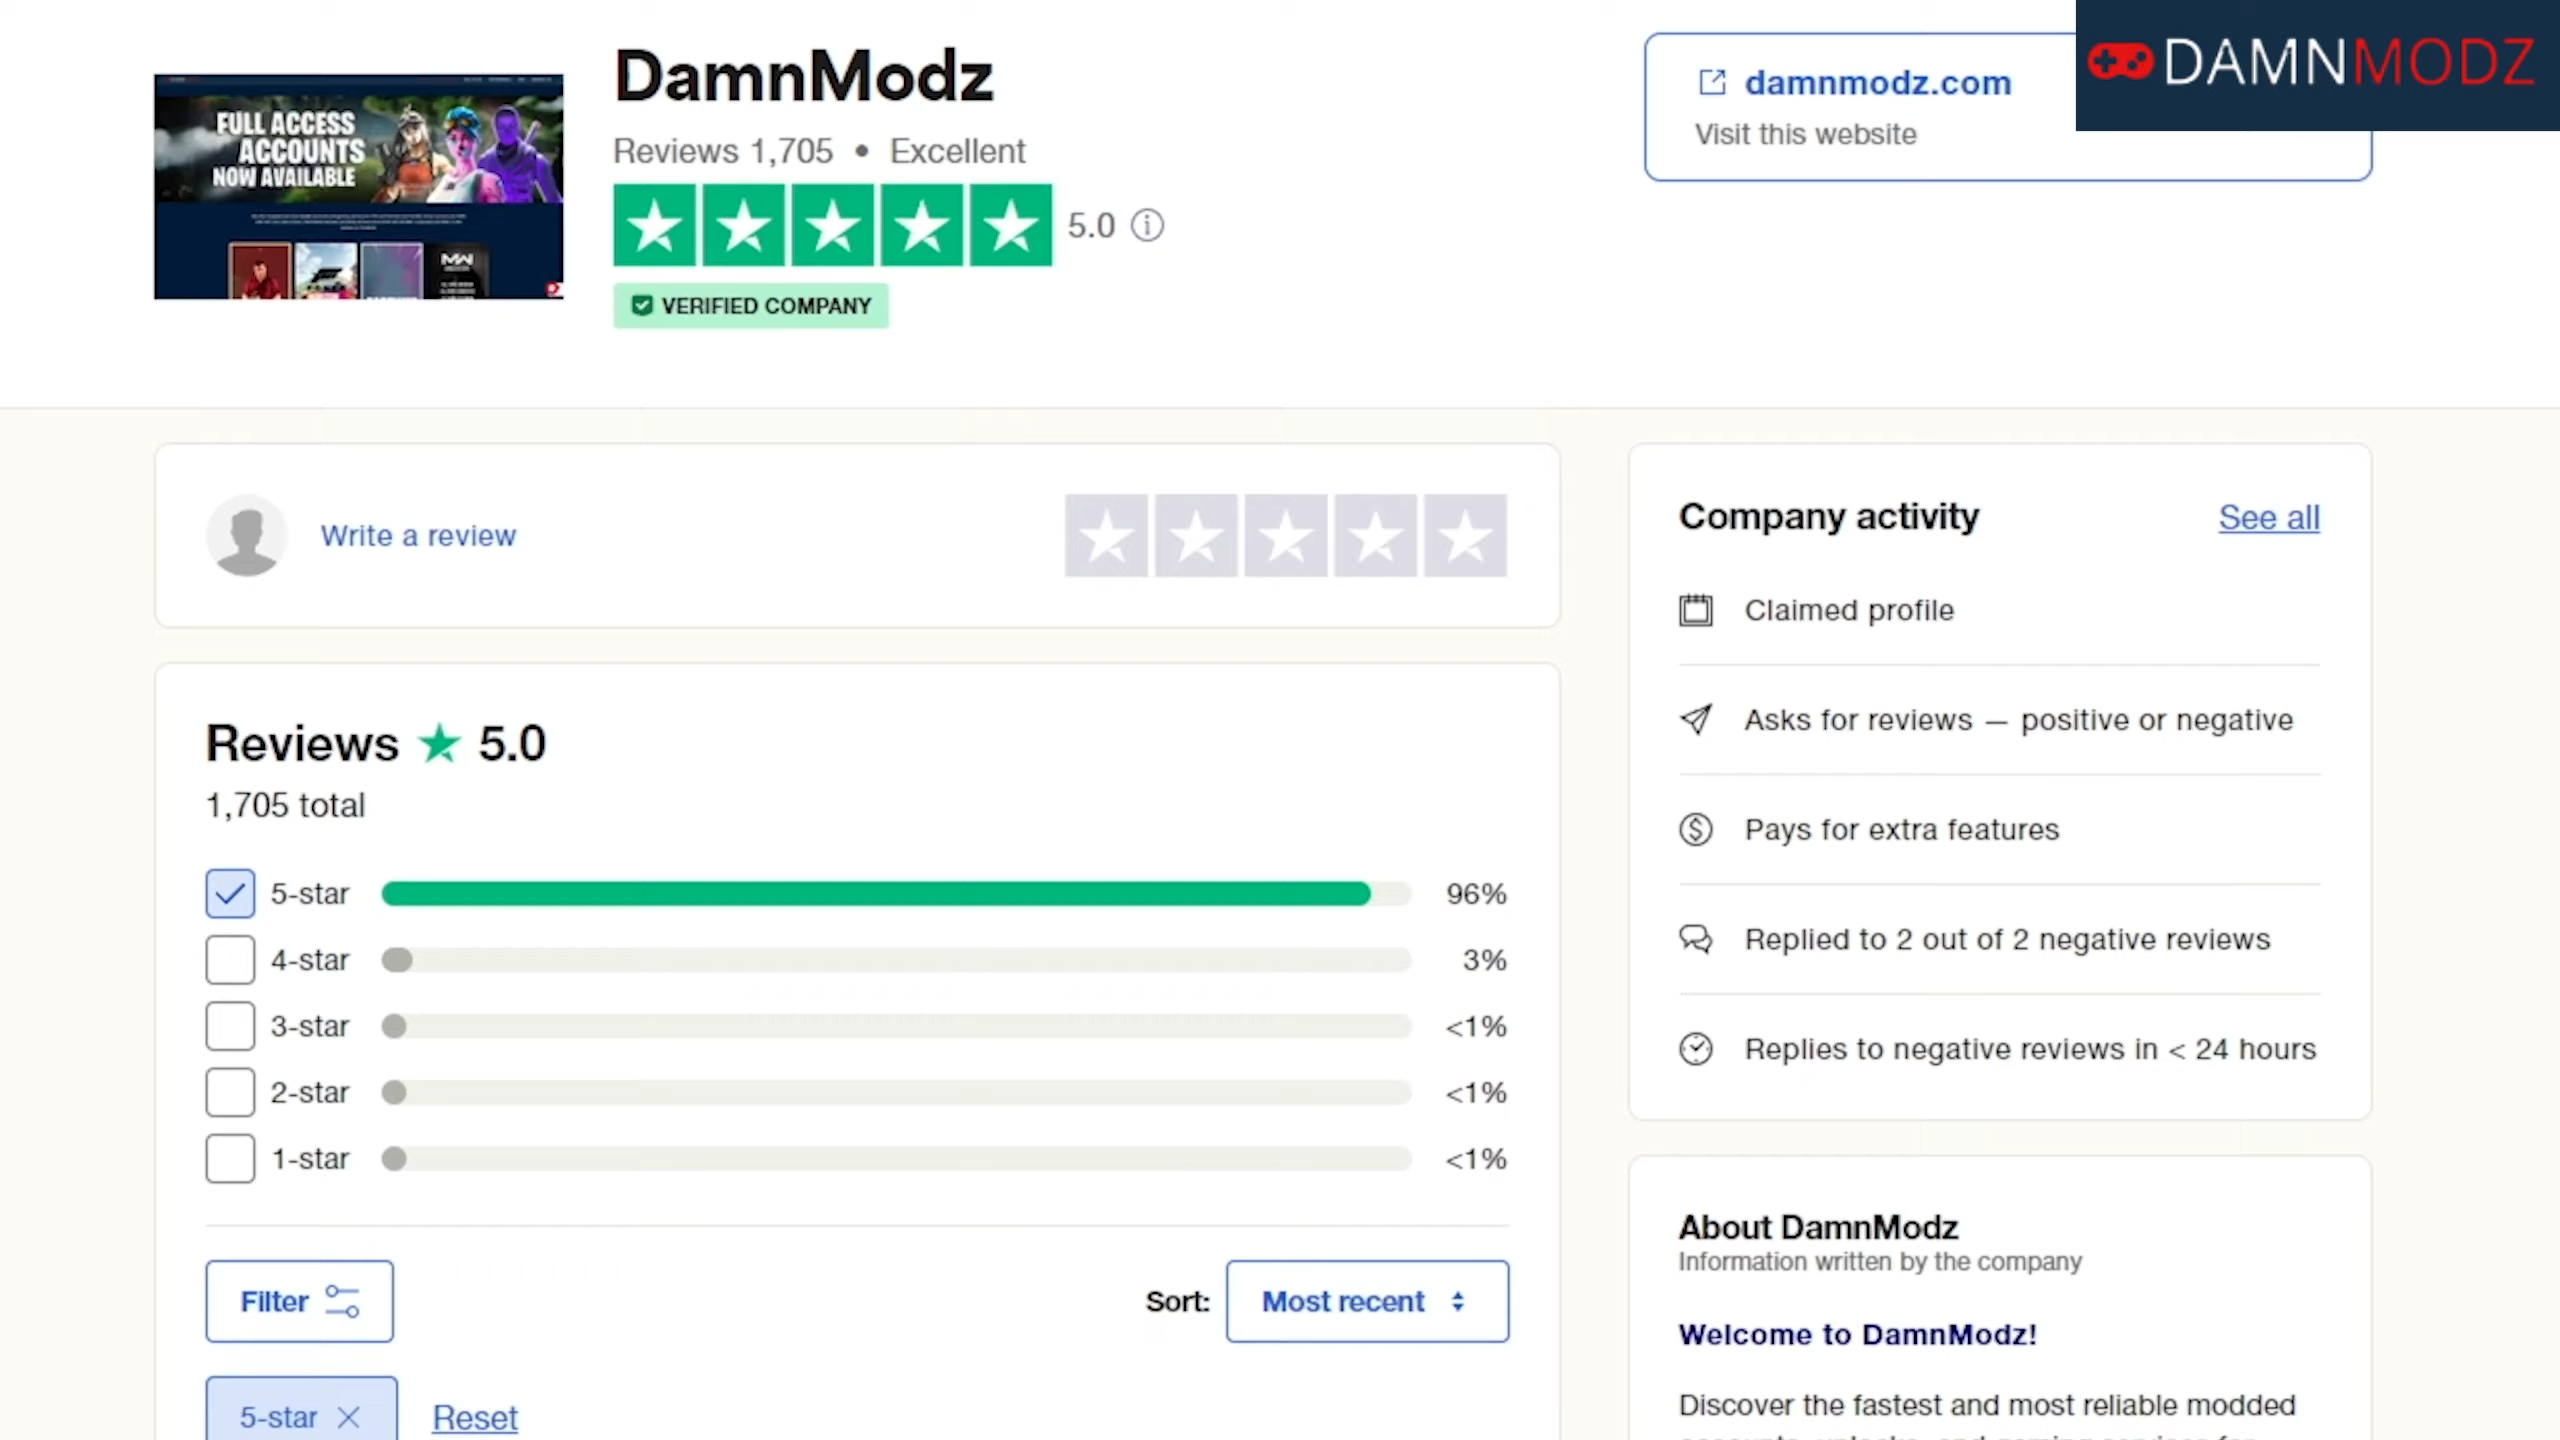 DamnModz
Reviews 1,705 • Excellent
5.0
VERIFIED COMPANY
FULL ACCESS
ACCOUNTS
NOW AVAILABLE
MW
damnmodz.com
Visit this website
DAMNMODZ
Write a review
Reviews 5.0
1,705 total
5-star 96%
4-star 3%
3-star <1%
2-star <1%
1-star <1%
Filter
Sort: Most recent
5-star Reset
Company activity See all
Claimed profile
Asks for reviews — positive or negative
Pays for extra features
Replied to 2 out of 2 negative reviews
Replies to negative reviews in < 24 hours
About DamnModz
Information written by the company
Welcome to DamnModz!
Discover the fastest and most reliable modded